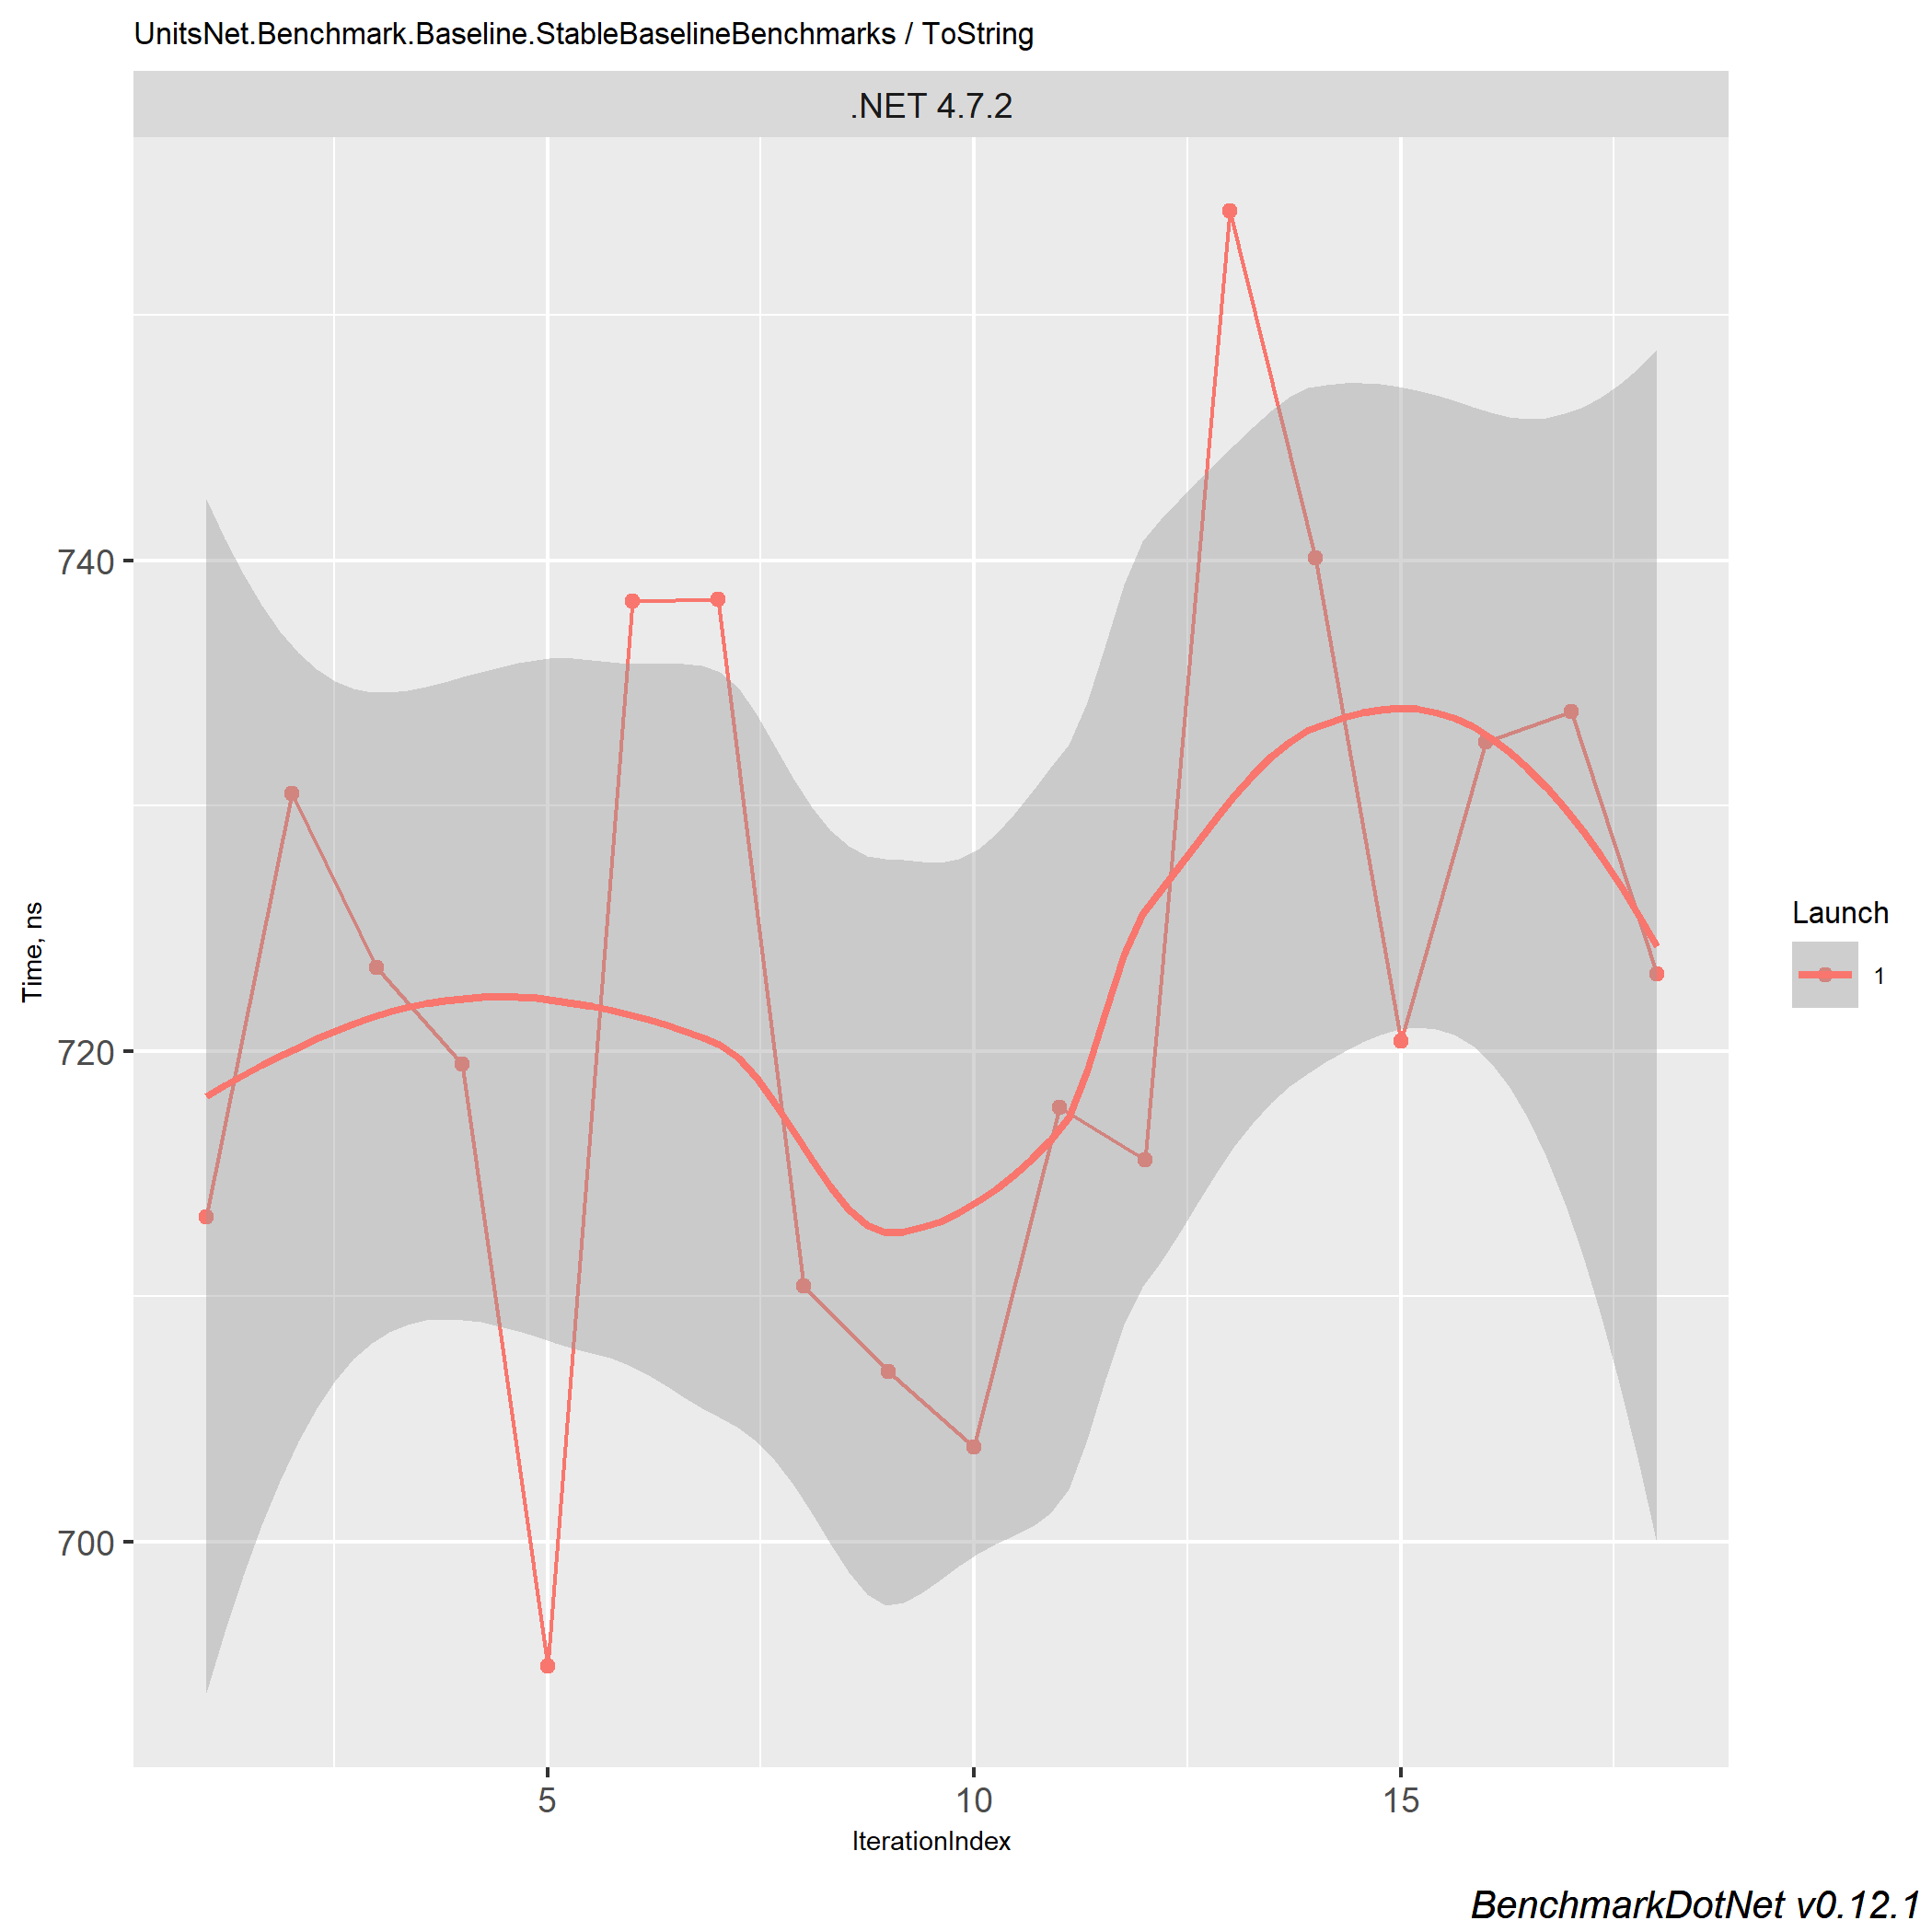 UnitsNet.Benchmark.Baseline.StableBaselineBenchmarks / ToString
.NET 4.7.2
740
720
700
Time, ns
5 10 15
IterationIndex
Launch
1
BenchmarkDotNet v0.12.1